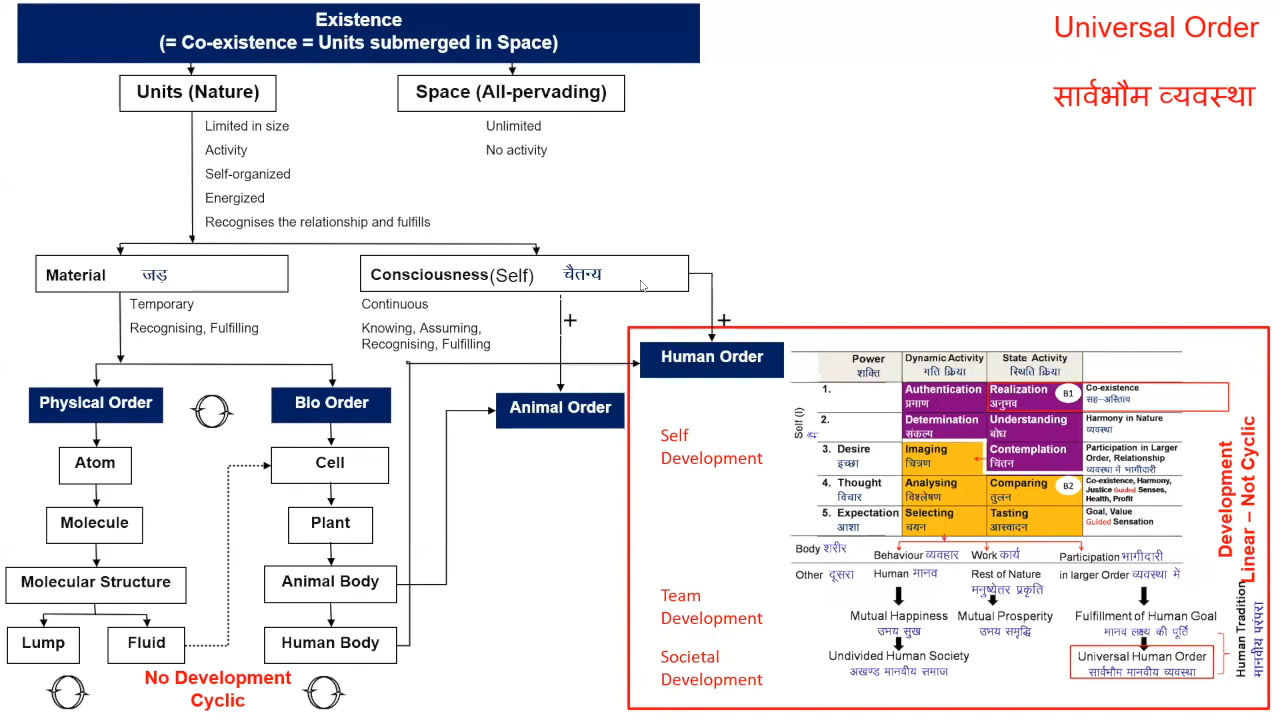 Existence
(= Co-existence = Units submerged in Space)
Universal Order
सार्वभौम व्यवस्था
Units (Nature)
Space (All-pervading)
Limited in size
Activity
Self-organized
Energized
Recognises the relationship and fulfills
Unlimited
No activity
Material जड़
Consciousness(Self) चैतन्य
Temporary
Recognising, Fulfilling
Continuous
Knowing, Assuming,
Recognising, Fulfilling
+
+
Physical Order
Bio Order
Animal Order
Human Order
Atom
Molecule
Molecular Structure
Lump
Fluid
Cell
Plant
Animal Body
Human Body
No Development
Cyclic
Self
Development
Team
Development
Societal
Development
Power
शक्ति
Dynamic Activity
गति क्रिया
State Activity
स्थिति क्रिया
Self (I)
मैं
1.
Authentication
प्रमाण
Realization
अनुभव
B1
Co-existence
सह-अस्तित्व
2.
Determination
संकल्प
Understanding
बोध
Harmony in Nature
व्यवस्था
3. Desire
इच्छा
Imaging
चित्रण
Contemplation
चिंतन
Participation in Larger
Order, Relationship
व्यवस्था में भागीदारी
4. Thought
विचार
Analysing
विश्लेषण
Comparing
तुलन
B2
Co-existence, Harmony,
Justice Guided Senses,
Health, Profit
5. Expectation
आशा
Selecting
चयन
Tasting
आस्वादन
Goal, Value
Guided Sensation
Body शरीर
Behaviour व्यवहार
Work कार्य
Participation भागीदारी
Other दूसरा
Human मानव
Rest of Nature
मनुष्येतर प्रकृति
in larger Order व्यवस्था में
Mutual Happiness
उभय सुख
Mutual Prosperity
उभय समृद्धि
Fulfillment of Human Goal
मानव लक्ष्य की पूर्ति
Undivided Human Society
अखण्ड मानवीय समाज
Universal Human Order
सार्वभौम मानवीय व्यवस्था
Development
Linear – Not Cyclic
Human Tradition
मानवीय परंपरा